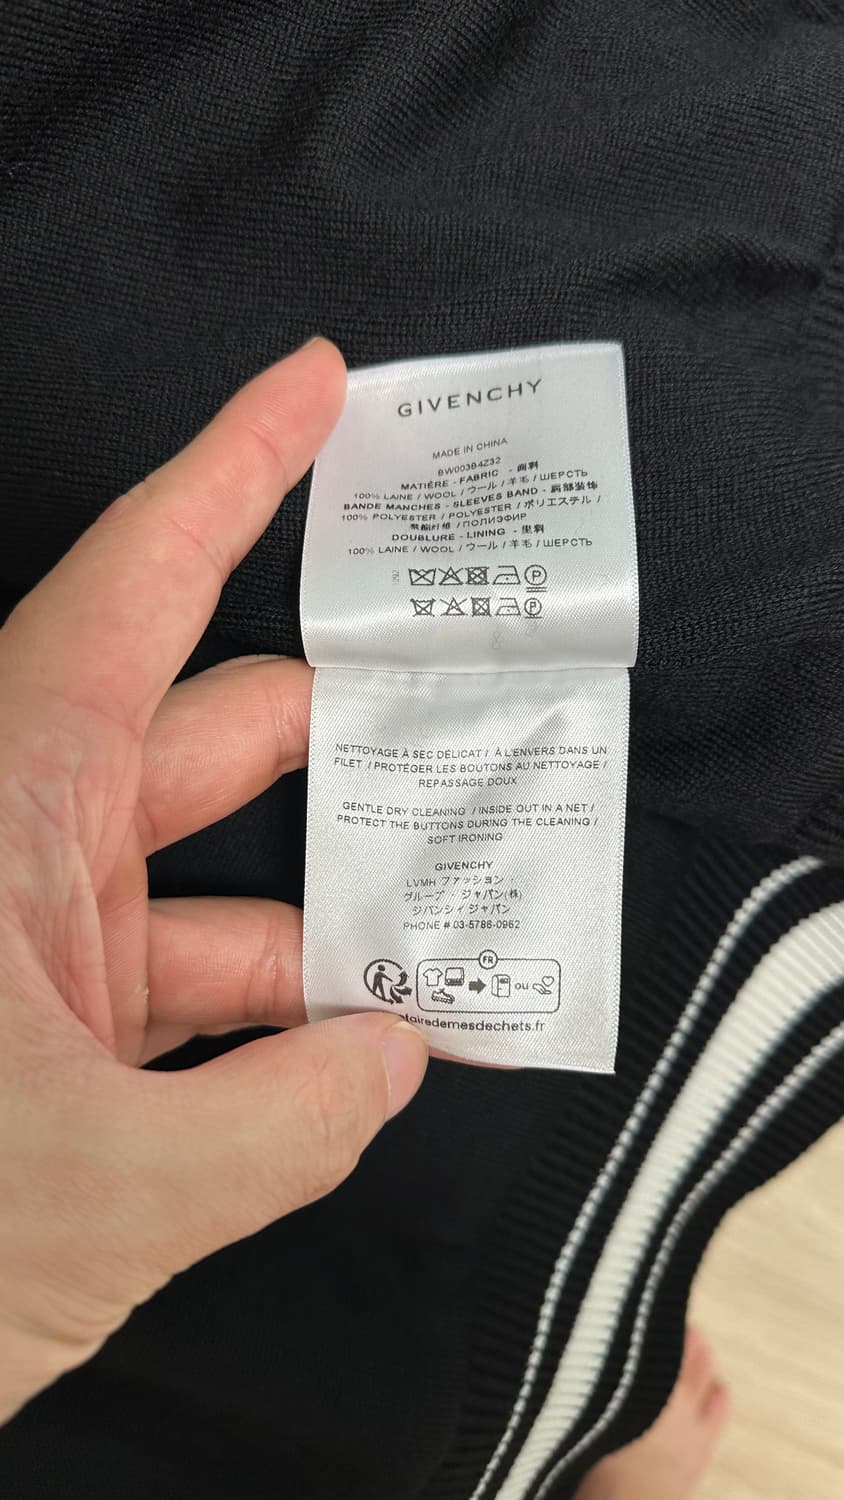 GIVENCHY
MADE IN CHINA
BW00384Z32
MATIÈRE - FABRIC - 面料
100% LAINE / WOOL / ウール / 羊毛 / ШЕРСТЬ
BANDE MANCHES - SLEEVES BAND - 肩部装饰
100% POLYESTER / POLYESTER / ポリエステル /
聚酯纤维 / ПОЛИЭФИР
DOUBLURE - LINING - 里料
100% LAINE / WOOL / ウール / 羊毛 / ШЕРСТЬ
P
P
NETTOYAGE À SEC DÉLICAT / À L'ENVERS DANS UN
FILET / PROTÉGER LES BOUTONS AU NETTOYAGE /
REPASSAGE DOUX
GENTLE DRY CLEANING / INSIDE OUT IN A NET /
PROTECT THE BUTTONS DURING THE CLEANING /
SOFT IRONING
GIVENCHY
LVMH ファッション・
グループ・ジャパン(株)
ジバンシィジャパン
PHONE # 03-5786-0962
FR
ou
fairedemesdechets.fr